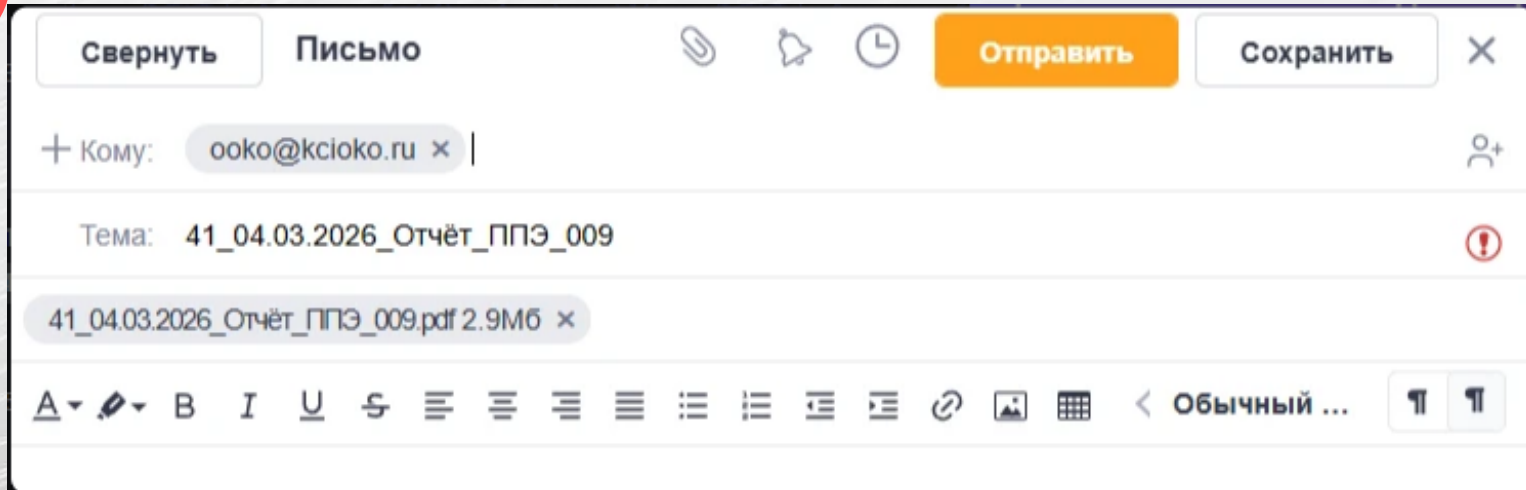 Свернуть Письмо Отправить Сохранить
Кому: ooko@kcioko.ru
Тема: 41_04.03.2026_Отчёт_ППЭ_009
41_04.03.2026_Отчёт_ППЭ_009.pdf 2.9Мб
Обычный ...